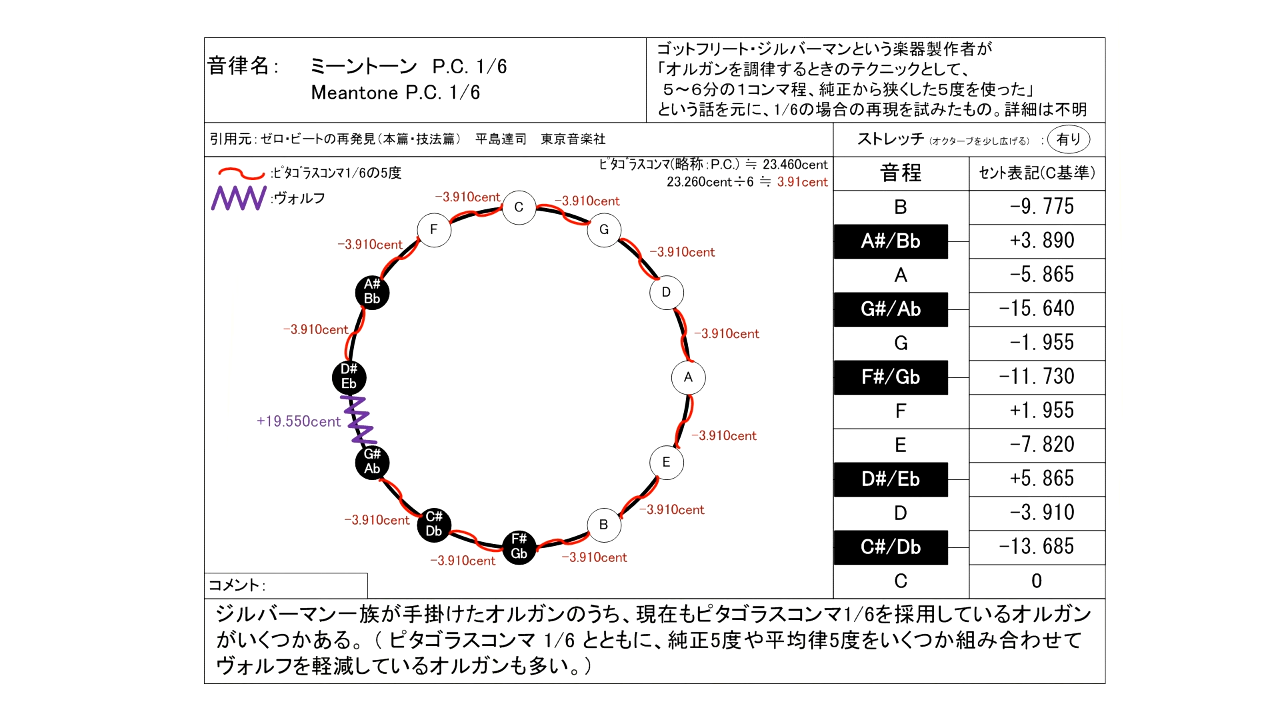 音律名： ミーントーン P.C. 1/6
Meantone P.C. 1/6
ゴットフリート・ジルバーマンという楽器製作者が
「オルガンを調律するときのテクニックとして、
５～６分の１コンマ程、純正から狭くした５度を使った」
という話を元に、1/6の場合の再現を試みたもの。詳細は不明
引用元：ゼロ・ビートの再発見（本篇・技法篇） 平島達司 東京音楽社
ストレッチ （オクターブを少し広げる） ： 有り
:ﾋﾟﾀｺﾞﾗｽコンマ1/6の5度
:ヴォルフ
ﾋﾟﾀｺﾞﾗｽコンマ(略称：P.C.) ≒ 23.460cent
23.260cent÷6 ≒ 3.91cent
C
G
D
A
E
B
F#
Gb
C#
Db
G#
Ab
D#
Eb
A#
Bb
F
-3.910cent
-3.910cent
-3.910cent
-3.910cent
-3.910cent
-3.910cent
-3.910cent
-3.910cent
-3.910cent
+19.550cent
-3.910cent
-3.910cent
-3.910cent
音程 セント表記(C基準)
B -9.775
A#/Bb +3.890
A -5.865
G#/Ab -15.640
G -1.955
F#/Gb -11.730
F +1.955
E -7.820
D#/Eb +5.865
D -3.910
C#/Db -13.685
C 0
コメント：
ジルバーマン一族が手掛けたオルガンのうち、現在もピタゴラスコンマ1/6を採用しているオルガン
がいくつかある。（ ピタゴラスコンマ 1/6 とともに、純正5度や平均律5度をいくつか組み合わせて
ヴォルフを軽減しているオルガンも多い。）